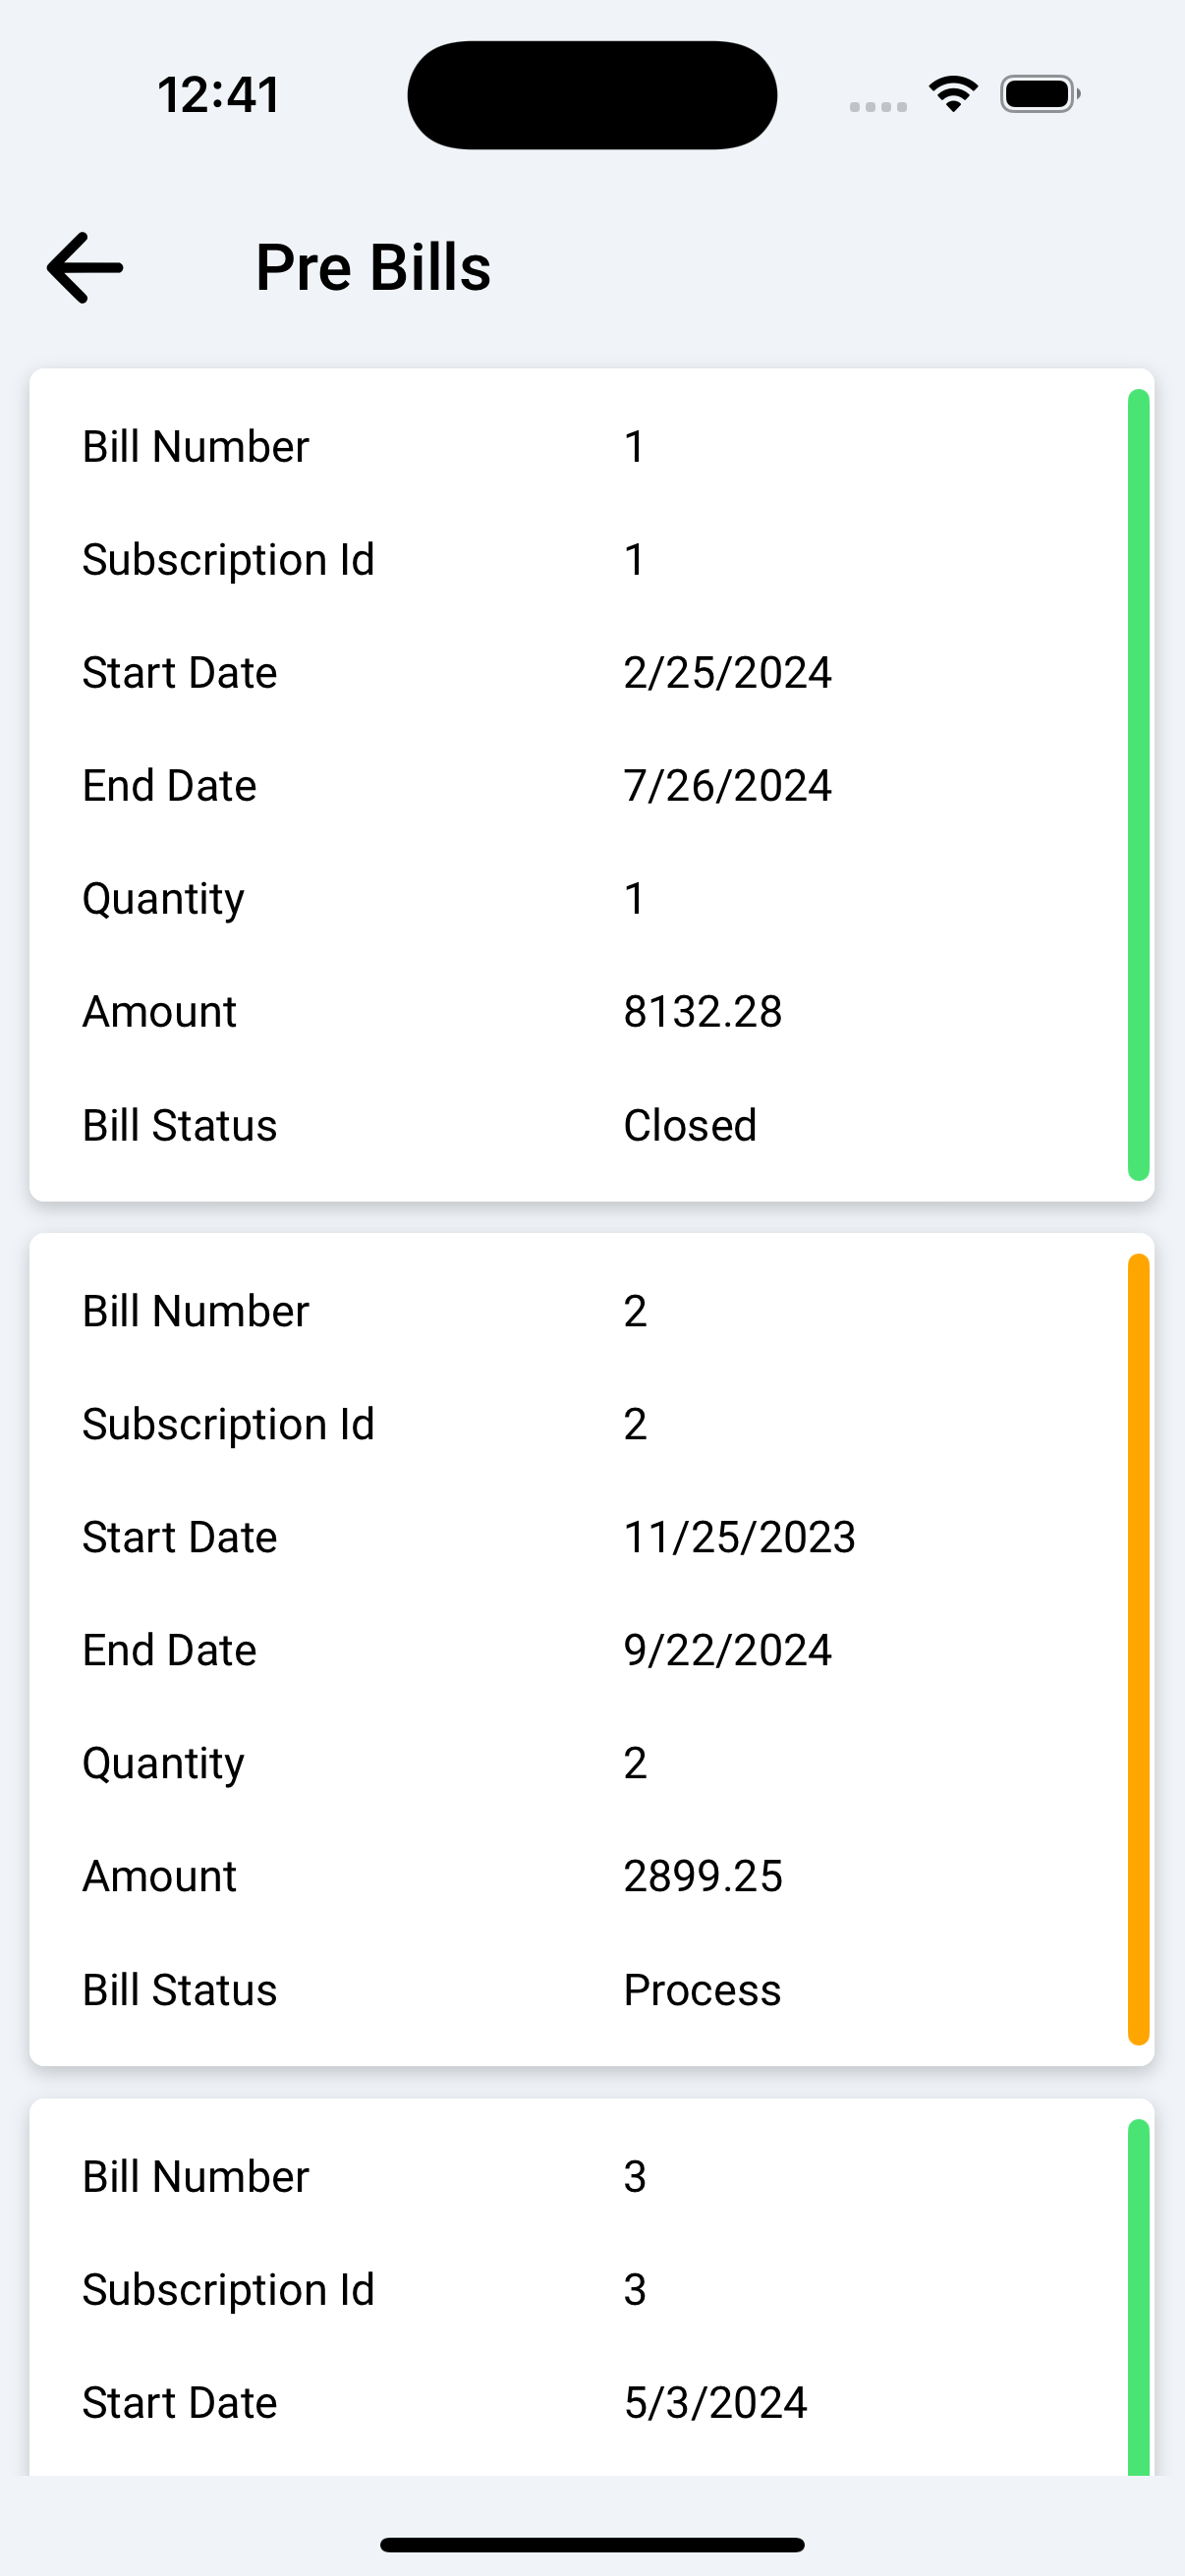 12:41
Pre Bills
Bill Number 1
Subscription Id 1
Start Date 2/25/2024
End Date 7/26/2024
Quantity 1
Amount 8132.28
Bill Status Closed
Bill Number 2
Subscription Id 2
Start Date 11/25/2023
End Date 9/22/2024
Quantity 2
Amount 2899.25
Bill Status Process
Bill Number 3
Subscription Id 3
Start Date 5/3/2024